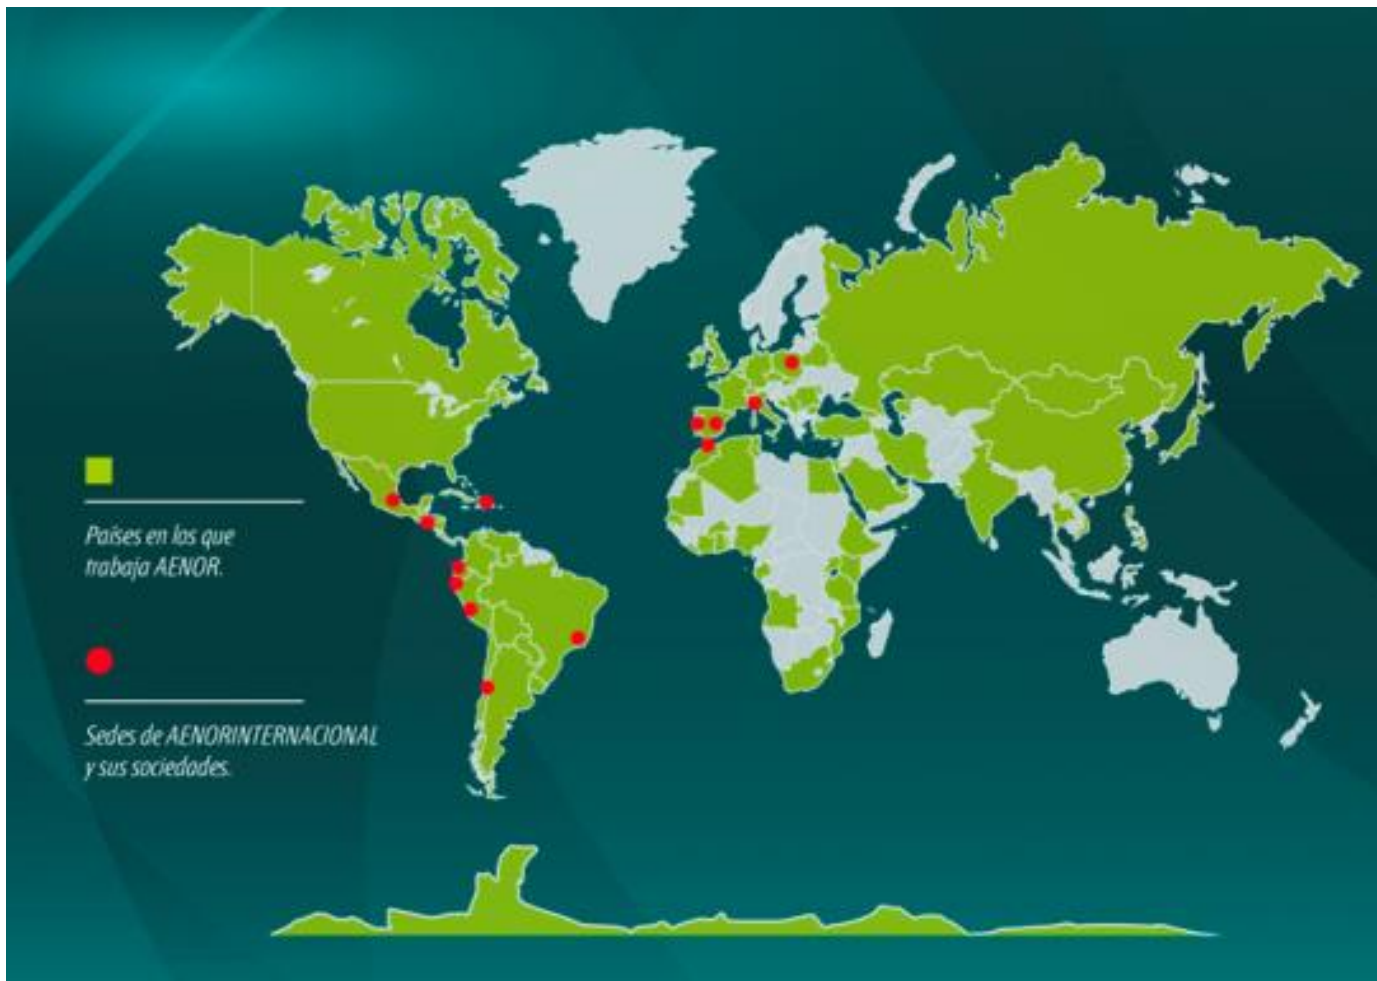 Países en los que
trabaja AENOR.
Sedes de AENORINTERNACIONAL
y sus sociedades.